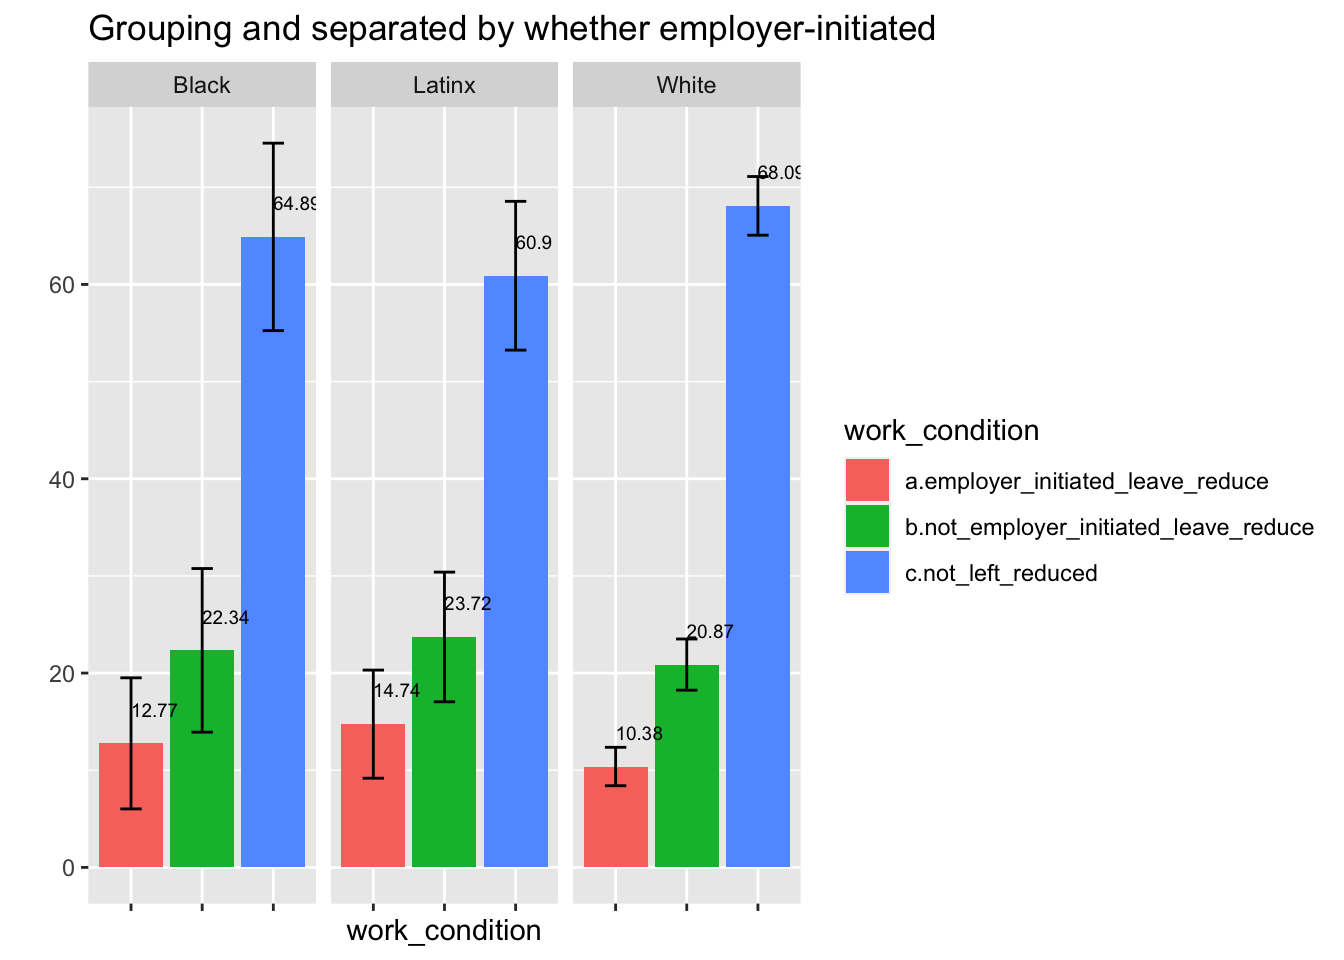 Grouping and separated by whether employer-initiated
Black
Latinx
White
64.89
60.9
68.09
22.34
23.72
20.87
12.77
14.74
10.38
60
40
20
0
work_condition
work_condition
a.employer_initiated_leave_reduce
b.not_employer_initiated_leave_reduce
c.not_left_reduced